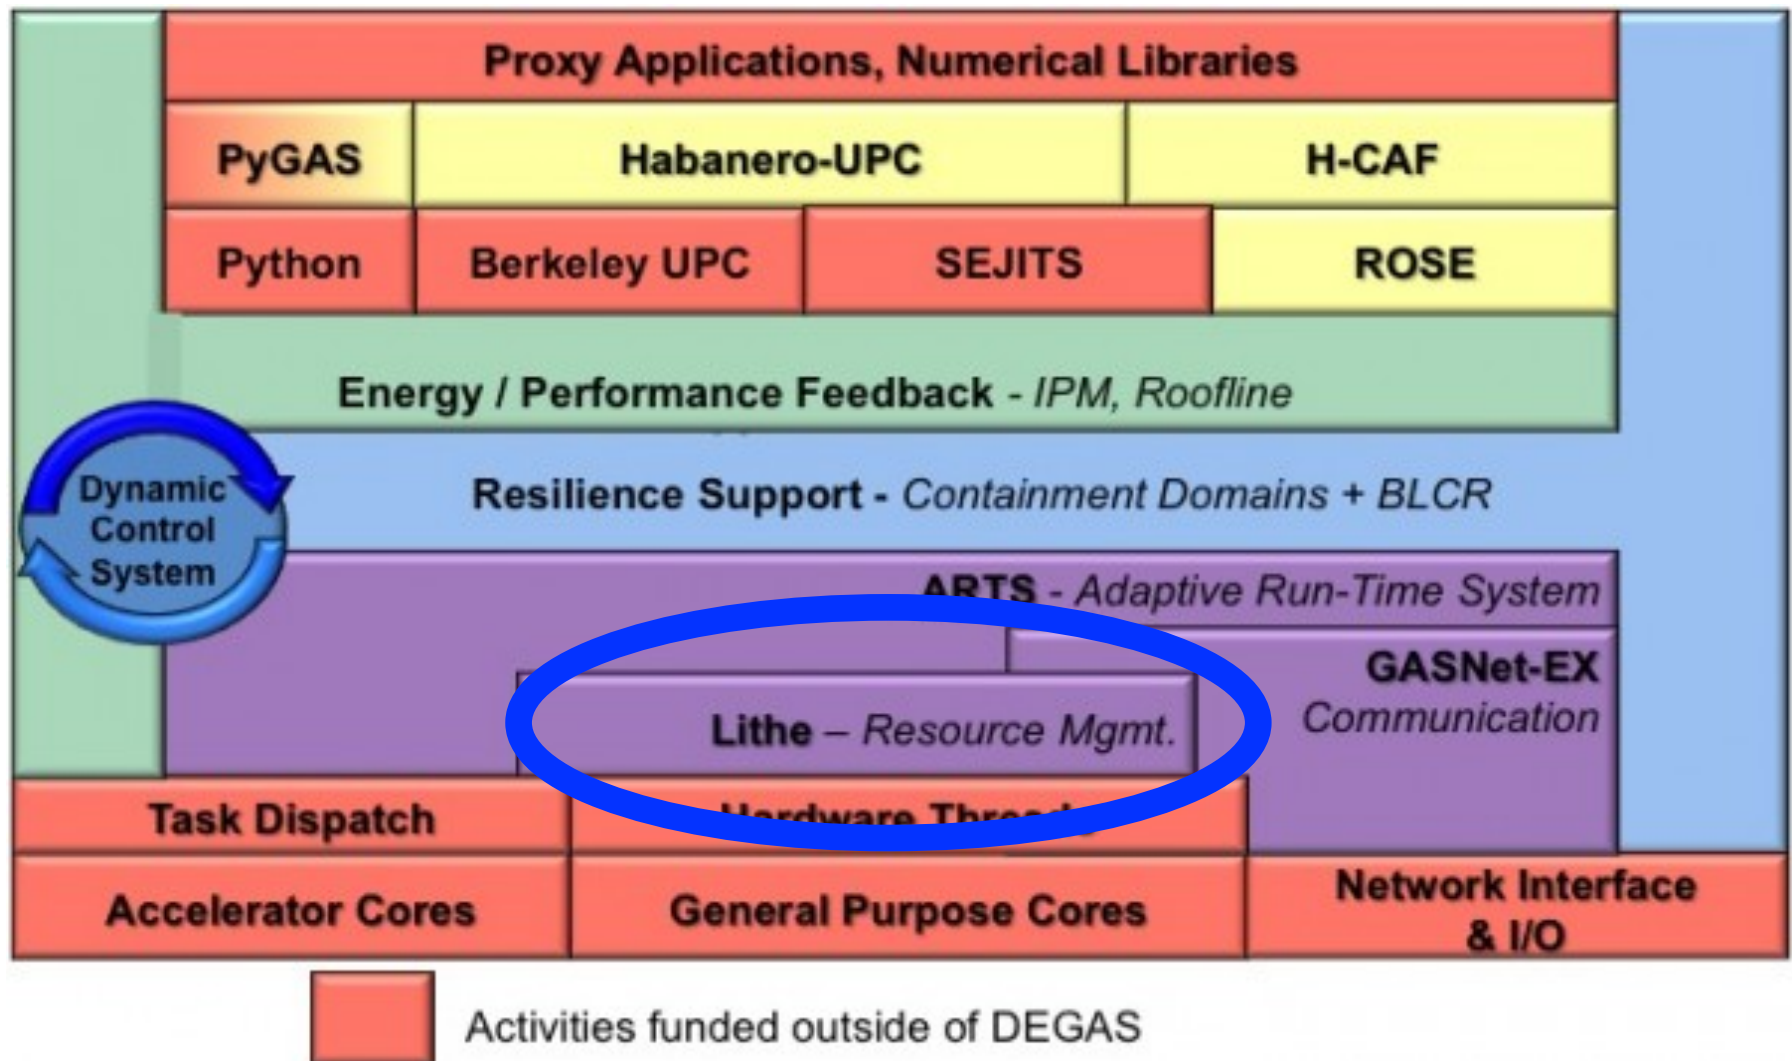 Proxy Applications, Numerical Libraries
PyGAS
Habanero-UPC
H-CAF
Python
Berkeley UPC
SEJITS
ROSE
Energy / Performance Feedback - IPM, Roofline
Dynamic
Control
System
Resilience Support - Containment Domains + BLCR
ARTS - Adaptive Run-Time System
GASNet-EX
Communication
Lithe – Resource Mgmt.
Task Dispatch
Hardware Threads
Accelerator Cores
General Purpose Cores
Network Interface
& I/O
Activities funded outside of DEGAS